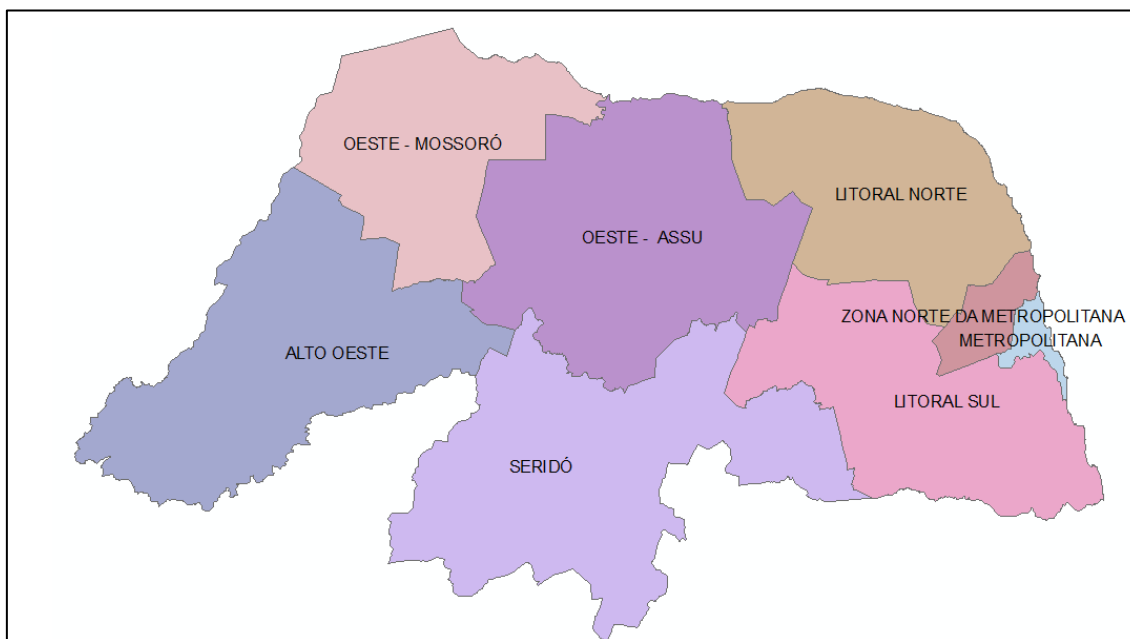 OESTE - MOSSORÓ
LITORAL NORTE
OESTE - ASSU
ZONA NORTE DA METROPOLITANA
METROPOLITANA
ALTO OESTE
LITORAL SUL
SERIDÓ